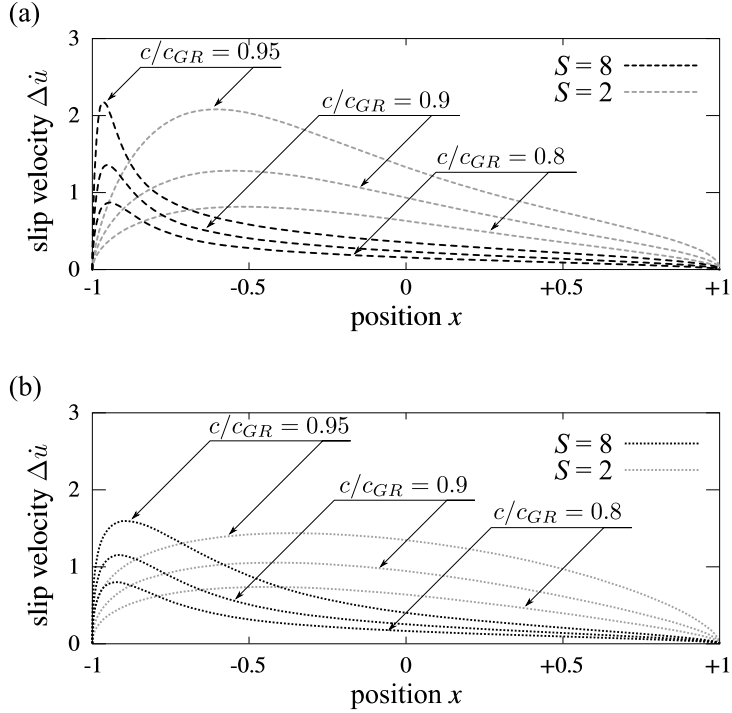 (a)
3
2
1
0
slip velocity Δu̇
c/c_GR = 0.95
c/c_GR = 0.9
c/c_GR = 0.8
S = 8
S = 2
-1 -0.5 0 +0.5 +1
position x
(b)
3
2
1
0
slip velocity Δu̇
c/c_GR = 0.95
c/c_GR = 0.9
c/c_GR = 0.8
S = 8
S = 2
-1 -0.5 0 +0.5 +1
position x